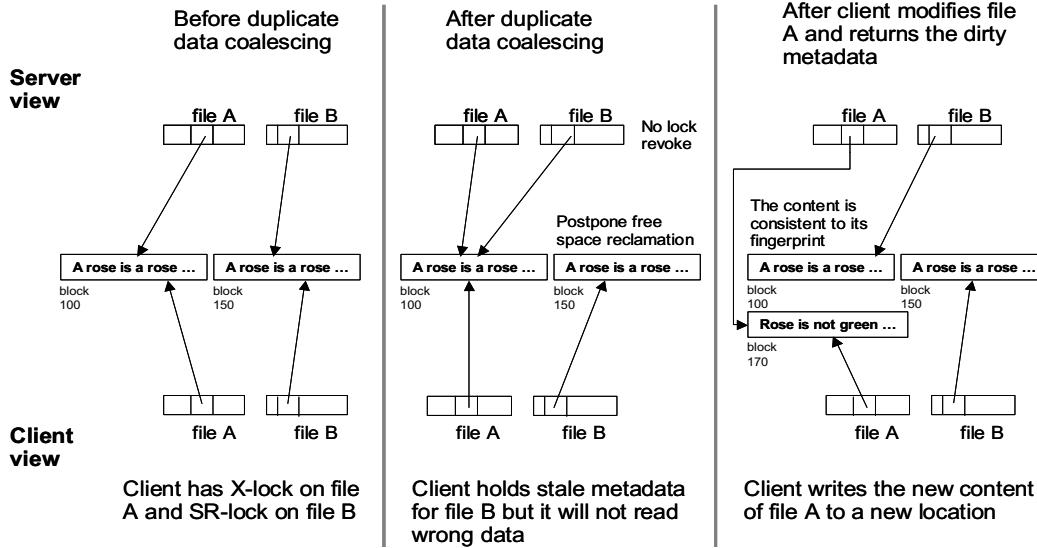 Before duplicate
data coalescing
Server
view
file A
file B
A rose is a rose ...
A rose is a rose ...
block
100
block
150
Client
view
file A
file B
Client has X-lock on file
A and SR-lock on file B
After duplicate
data coalescing
file A
file B
No lock
revoke
Postpone free
space reclamation
A rose is a rose ...
A rose is a rose ...
block
100
block
150
file A
file B
Client holds stale metadata
for file B but it will not read
wrong data
After client modifies file
A and returns the dirty
metadata
file A
file B
The content is
consistent to its
fingerprint
A rose is a rose ...
A rose is a rose ...
block
100
block
150
Rose is not green ...
block
170
file A
file B
Client writes the new content
of file A to a new location